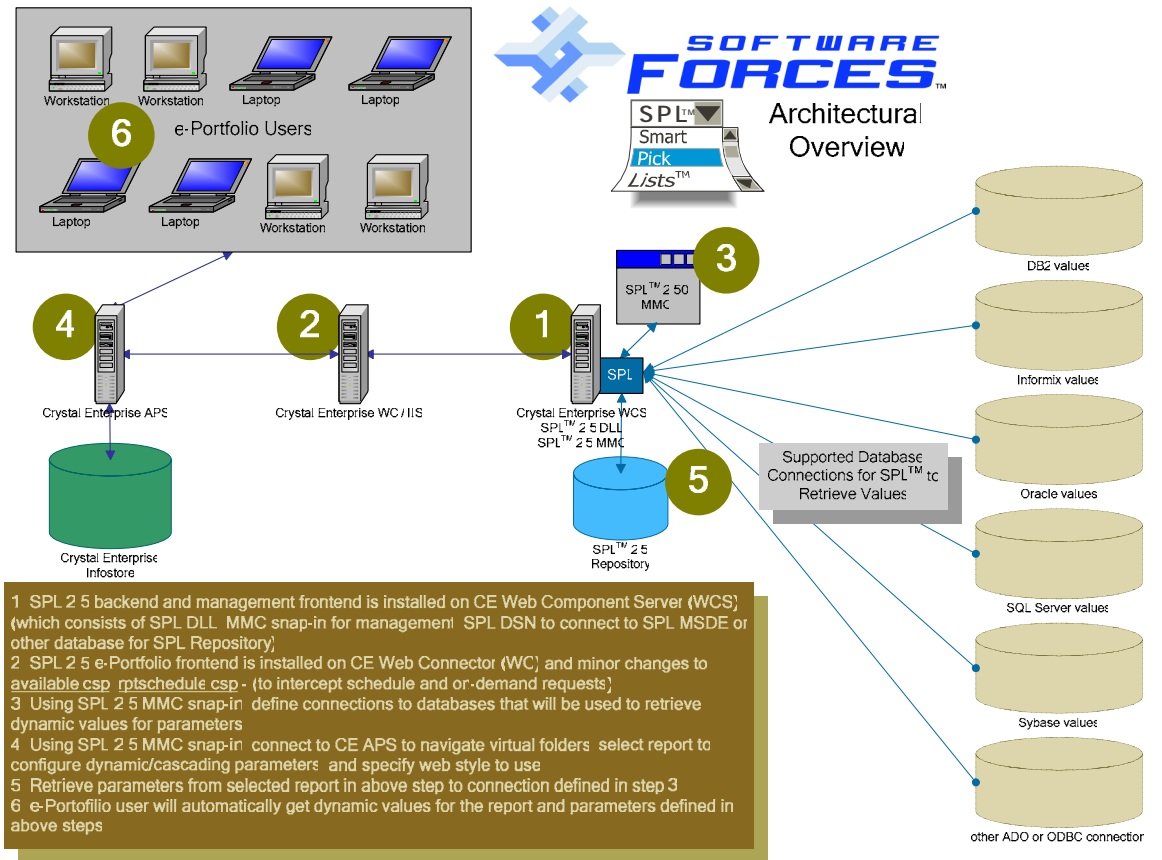 SOFTWARE
FORCES™
SPL™
Smart
Pick
Lists™
Architectural
Overview
Workstation
Workstation
Laptop
Laptop
6
e-Portfolio Users
Laptop
Laptop
Workstation
Workstation
DB2 values
3
SPL™ 2 50
MMC
4
2
1
SPL
Informix values
Crystal Enterprise APS
Crystal Enterprise WC / IIS
Crystal Enterprise WCS
SPL™ 2 5 DLL
SPL™ 2 5 MMC
Supported Database
Connections for SPL™ to
Retrieve Values
5
Oracle values
Crystal Enterprise
Infostore
SPL™ 2 5
Repository
SQL Server values
Sybase values
other ADO or ODBC connection
1 SPL 2 5 backend and management frontend is installed on CE Web Component Server (WCS)
(which consists of SPL DLL MMC snap-in for management SPL DSN to connect to SPL MSDE or
other database for SPL Repository)
2 SPL 2 5 e-Portfolio frontend is installed on CE Web Connector (WC) and minor changes to
available csp rptschedule csp - (to intercept schedule and on-demand requests)
3 Using SPL 2 5 MMC snap-in define connections to databases that will be used to retrieve
dynamic values for parameters
4 Using SPL 2 5 MMC snap-in connect to CE APS to navigate virtual folders select report to
configure dynamic/cascading parameters and specify web style to use
5 Retrieve parameters from selected report in above step to connection defined in step 3
6 e-Portofilio user will automatically get dynamic values for the report and parameters defined in
above steps